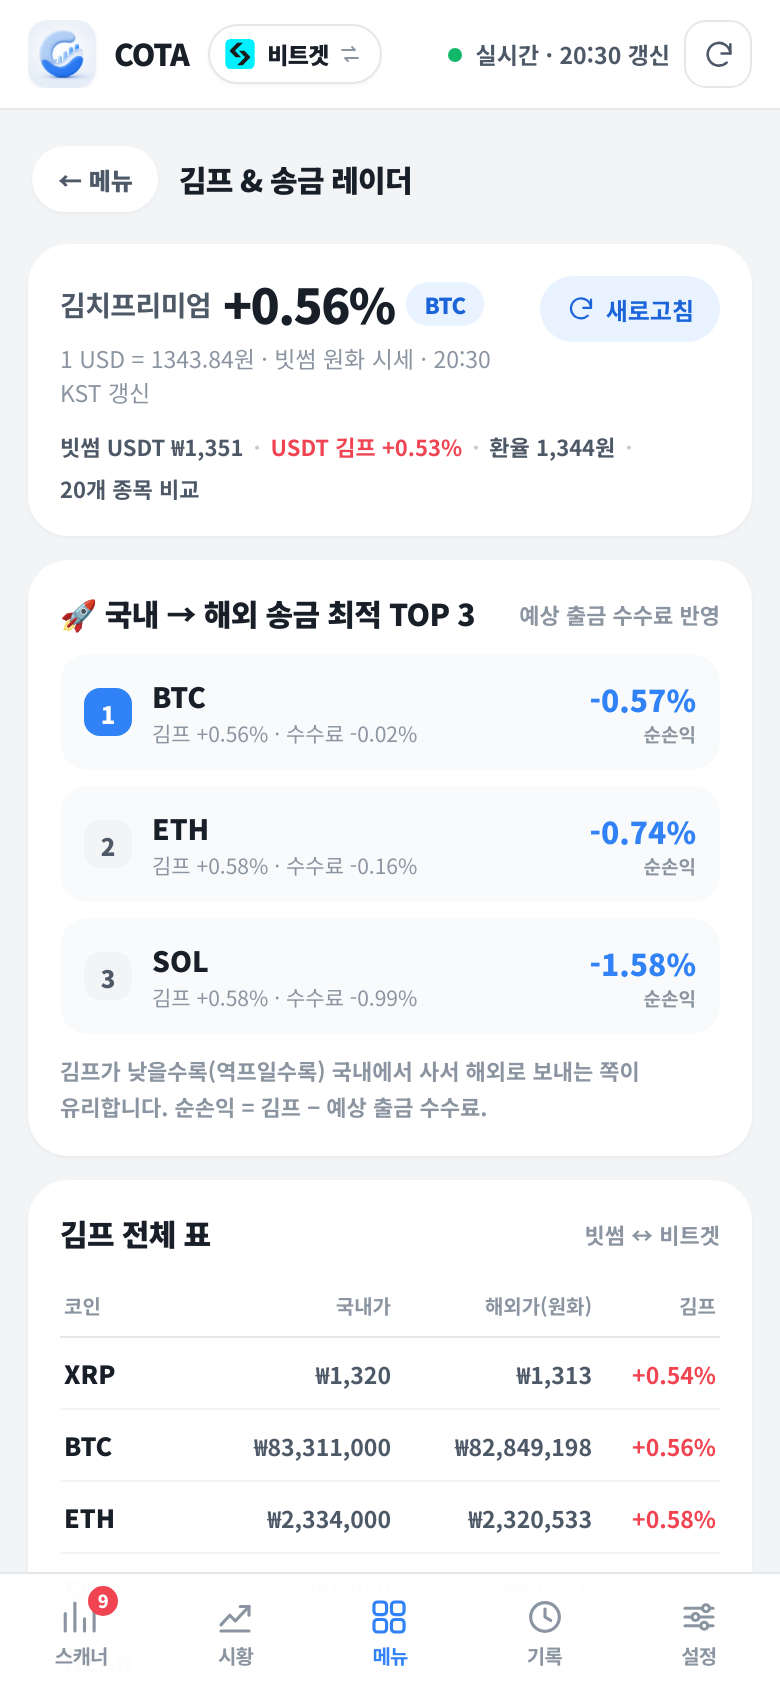 COTA 비트겟 실시간 · 20:30 갱신
← 메뉴 김프 & 송금 레이더
김치프리미엄 +0.56% BTC 새로고침
1 USD = 1343.84원 · 빗썸 원화 시세 · 20:30
KST 갱신
빗썸 USDT ₩1,351 · USDT 김프 +0.53% · 환율 1,344원 ·
20개 종목 비교
🚀 국내 → 해외 송금 최적 TOP 3 예상 출금 수수료 반영
1 BTC -0.57%
김프 +0.56% · 수수료 -0.02% 순손익
2 ETH -0.74%
김프 +0.58% · 수수료 -0.16% 순손익
3 SOL -1.58%
김프 +0.58% · 수수료 -0.99% 순손익
김프가 낮을수록(역프일수록) 국내에서 사서 해외로 보내는 쪽이
유리합니다. 순손익 = 김프 − 예상 출금 수수료.
김프 전체 표 빗썸 ↔ 비트겟
코인 국내가 해외가(원화) 김프
XRP ₩1,320 ₩1,313 +0.54%
BTC ₩83,311,000 ₩82,849,198 +0.56%
ETH ₩2,334,000 ₩2,320,533 +0.58%
9
스캐너 시황 메뉴 기록 설정